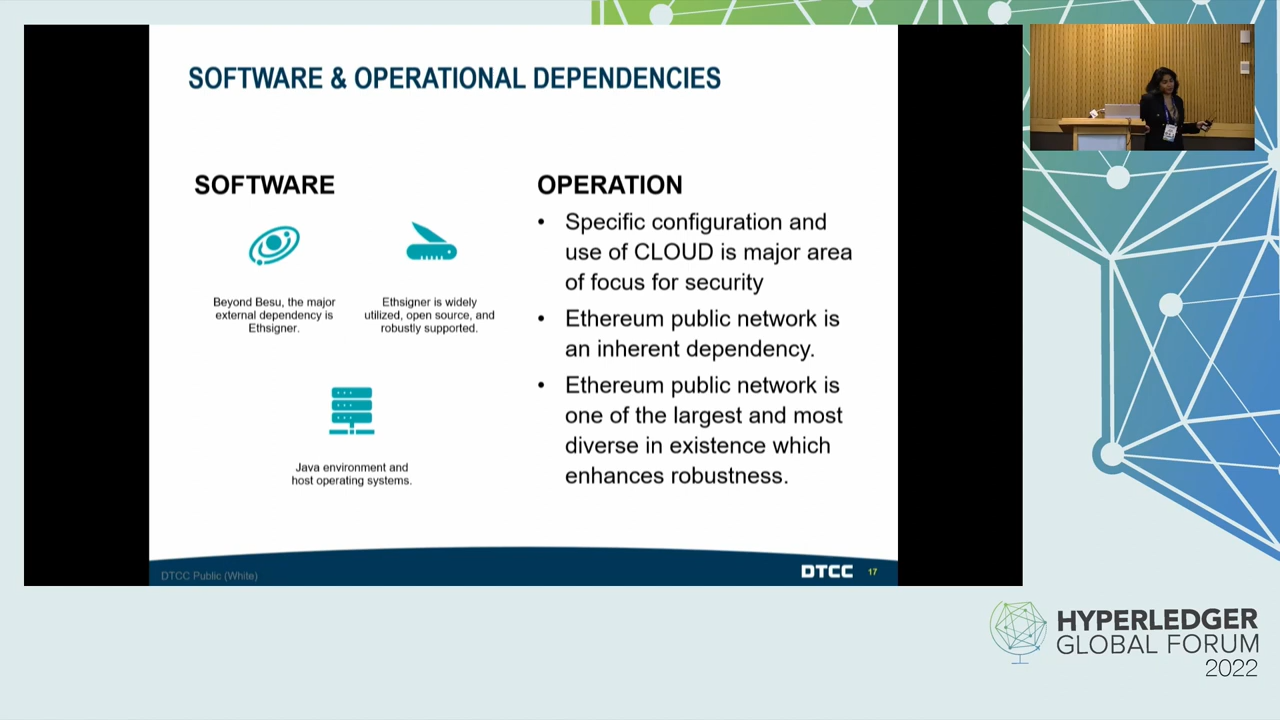 SOFTWARE & OPERATIONAL DEPENDENCIES
SOFTWARE
Beyond Besu, the major
external dependency is
Ethsigner.
Ethsigner is widely
utilized, open source, and
robustly supported.
Java environment and
host operating systems.
OPERATION
• Specific configuration and
use of CLOUD is major area
of focus for security
• Ethereum public network is
an inherent dependency.
• Ethereum public network is
one of the largest and most
diverse in existence which
enhances robustness.
DTCC Public (White)
DTCC
17
HYPERLEDGER
GLOBAL FORUM
2022